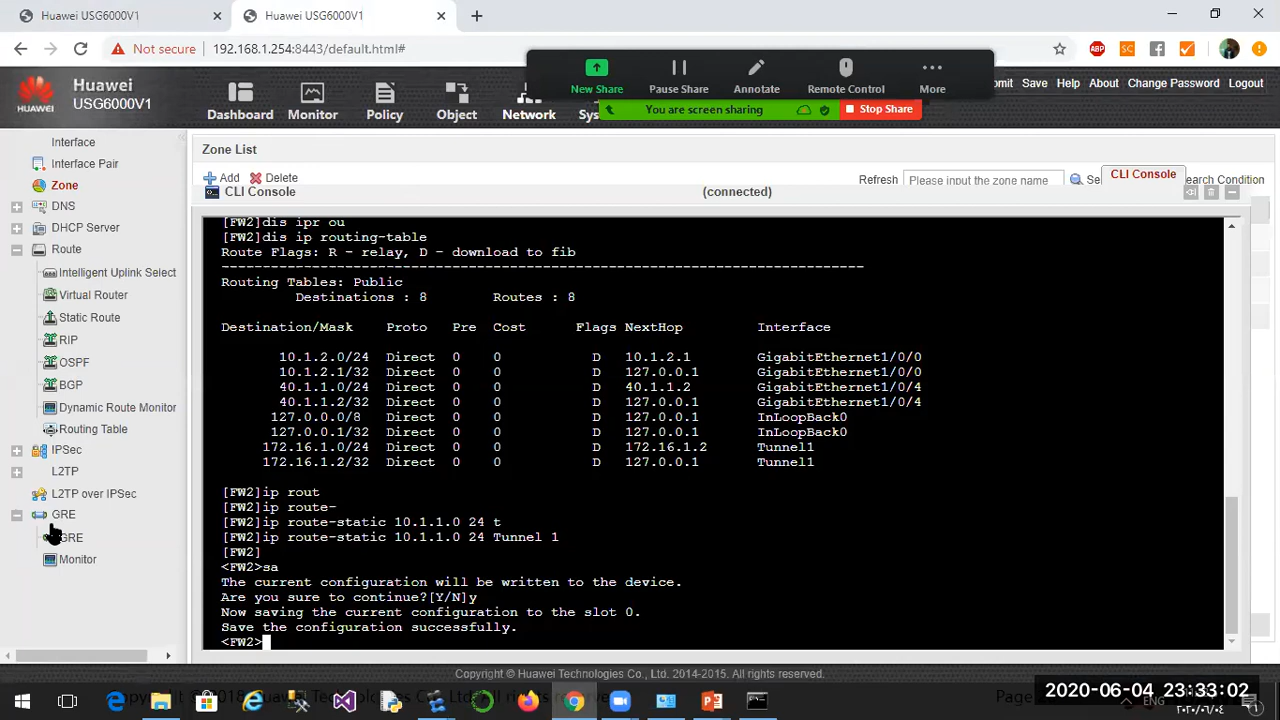 Huawei USG6000V1
Huawei USG6000V1
Not secure
192.168.1.254:8443/default.html#
ABP
SC
New Share
Pause Share
Annotate
Remote Control
More
You are screen sharing
Stop Share
HUAWEI
Huawei
USG6000V1
Dashboard
Monitor
Policy
Object
Network
Sys
mit
Save
Help
About
Change Password
Logout
Interface
Interface Pair
Zone
DNS
DHCP Server
Route
Intelligent Uplink Select
Virtual Router
Static Route
RIP
OSPF
BGP
Dynamic Route Monitor
Routing Table
IPSec
L2TP
L2TP over IPSec
GRE
GRE
Monitor
Zone List
Add
Delete
Refresh
Please input the zone name
Se
CLI Console
earch Condition
CLI Console
(connected)
[FW2]dis ipr ou
[FW2]dis ip routing-table
Route Flags: R - relay, D - download to fib
------------------------------------------------------------------------------
Routing Tables: Public
Destinations : 8 Routes : 8
Destination/Mask Proto Pre Cost Flags NextHop Interface
10.1.2.0/24 Direct 0 0 D 10.1.2.1 GigabitEthernet1/0/0
10.1.2.1/32 Direct 0 0 D 127.0.0.1 GigabitEthernet1/0/0
40.1.1.0/24 Direct 0 0 D 40.1.1.2 GigabitEthernet1/0/4
40.1.1.2/32 Direct 0 0 D 127.0.0.1 GigabitEthernet1/0/4
127.0.0.0/8 Direct 0 0 D 127.0.0.1 InLoopBack0
127.0.0.1/32 Direct 0 0 D 127.0.0.1 InLoopBack0
172.16.1.0/24 Direct 0 0 D 172.16.1.2 Tunnel1
172.16.1.2/32 Direct 0 0 D 127.0.0.1 Tunnel1
[FW2]ip rout
[FW2]ip route-
[FW2]ip route-static 10.1.1.0 24 t
[FW2]ip route-static 10.1.1.0 24 Tunnel 1
[FW2]
<FW2>sa
The current configuration will be written to the device.
Are you sure to continue?[Y/N]y
Now saving the current configuration to the slot 0.
Save the configuration successfully.
<FW2>
Copyright © Huawei Technologies Co., Ltd. 2014-2015. All rights reserved.
2020-06-04 23:33:02
ENG
٢٠٢٠/٠٦/٠٤